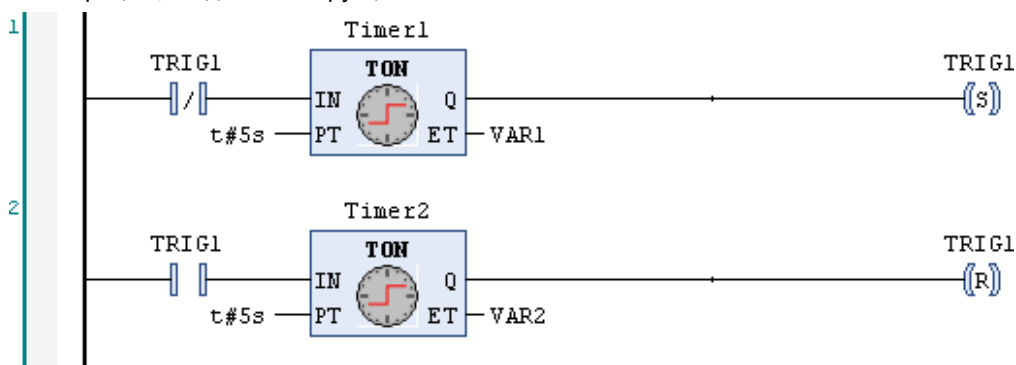 1
Timer1
TRIG1 TON TRIG1
IN Q S
t#5s PT ET VAR1
2
Timer2
TRIG1 TON TRIG1
IN Q R
t#5s PT ET VAR2